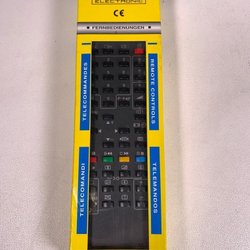 ELECTRONIC
CE
FERNBEDIENUNGEN
TELECOMMANDES
REMOTE CONTROLS
TELECOMANDI
TELEMANDOS